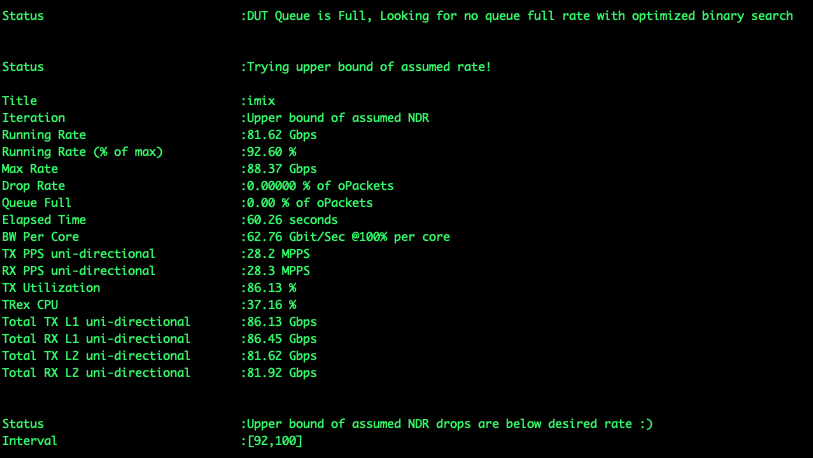 Status :DUT Queue is Full, Looking for no queue full rate with optimized binary search
Status :Trying upper bound of assumed rate!
Title :imix
Iteration :Upper bound of assumed NDR
Running Rate :81.62 Gbps
Running Rate (% of max) :92.60 %
Max Rate :88.37 Gbps
Drop Rate :0.00000 % of oPackets
Queue Full :0.00 % of oPackets
Elapsed Time :60.26 seconds
BW Per Core :62.76 Gbit/Sec @100% per core
TX PPS uni-directional :28.2 MPPS
RX PPS uni-directional :28.3 MPPS
TX Utilization :86.13 %
TRex CPU :37.16 %
Total TX L1 uni-directional :86.13 Gbps
Total RX L1 uni-directional :86.45 Gbps
Total TX L2 uni-directional :81.62 Gbps
Total RX L2 uni-directional :81.92 Gbps
Status :Upper bound of assumed NDR drops are below desired rate :)
Interval :[92,100]